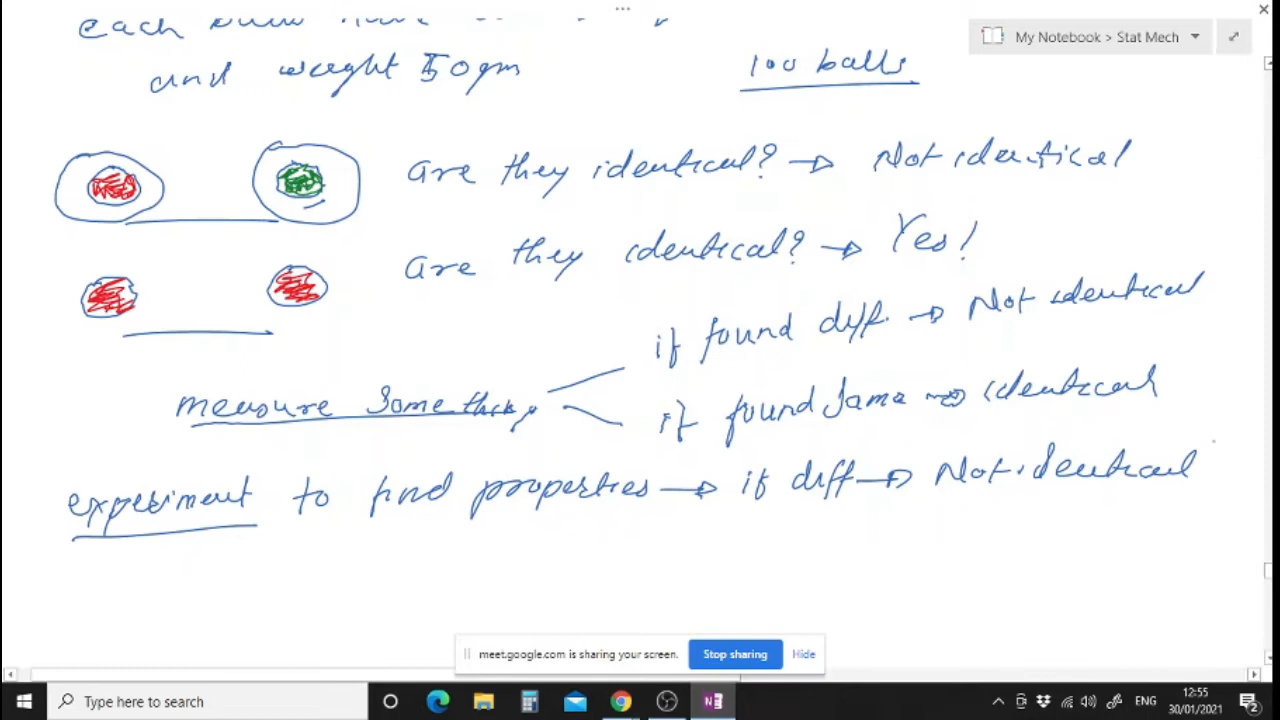 each
My Notebook > Stat Mech
and weight 50gm
100 balls
are they identical? → Not identical
are they identical? → Yes!
if found diff. → Not identical
measure something
if found same → identical
experiment to find properties → if diff → Not identical
meet.google.com is sharing your screen. Stop sharing Hide
Type here to search
ENG
12:55
30/01/2021
2